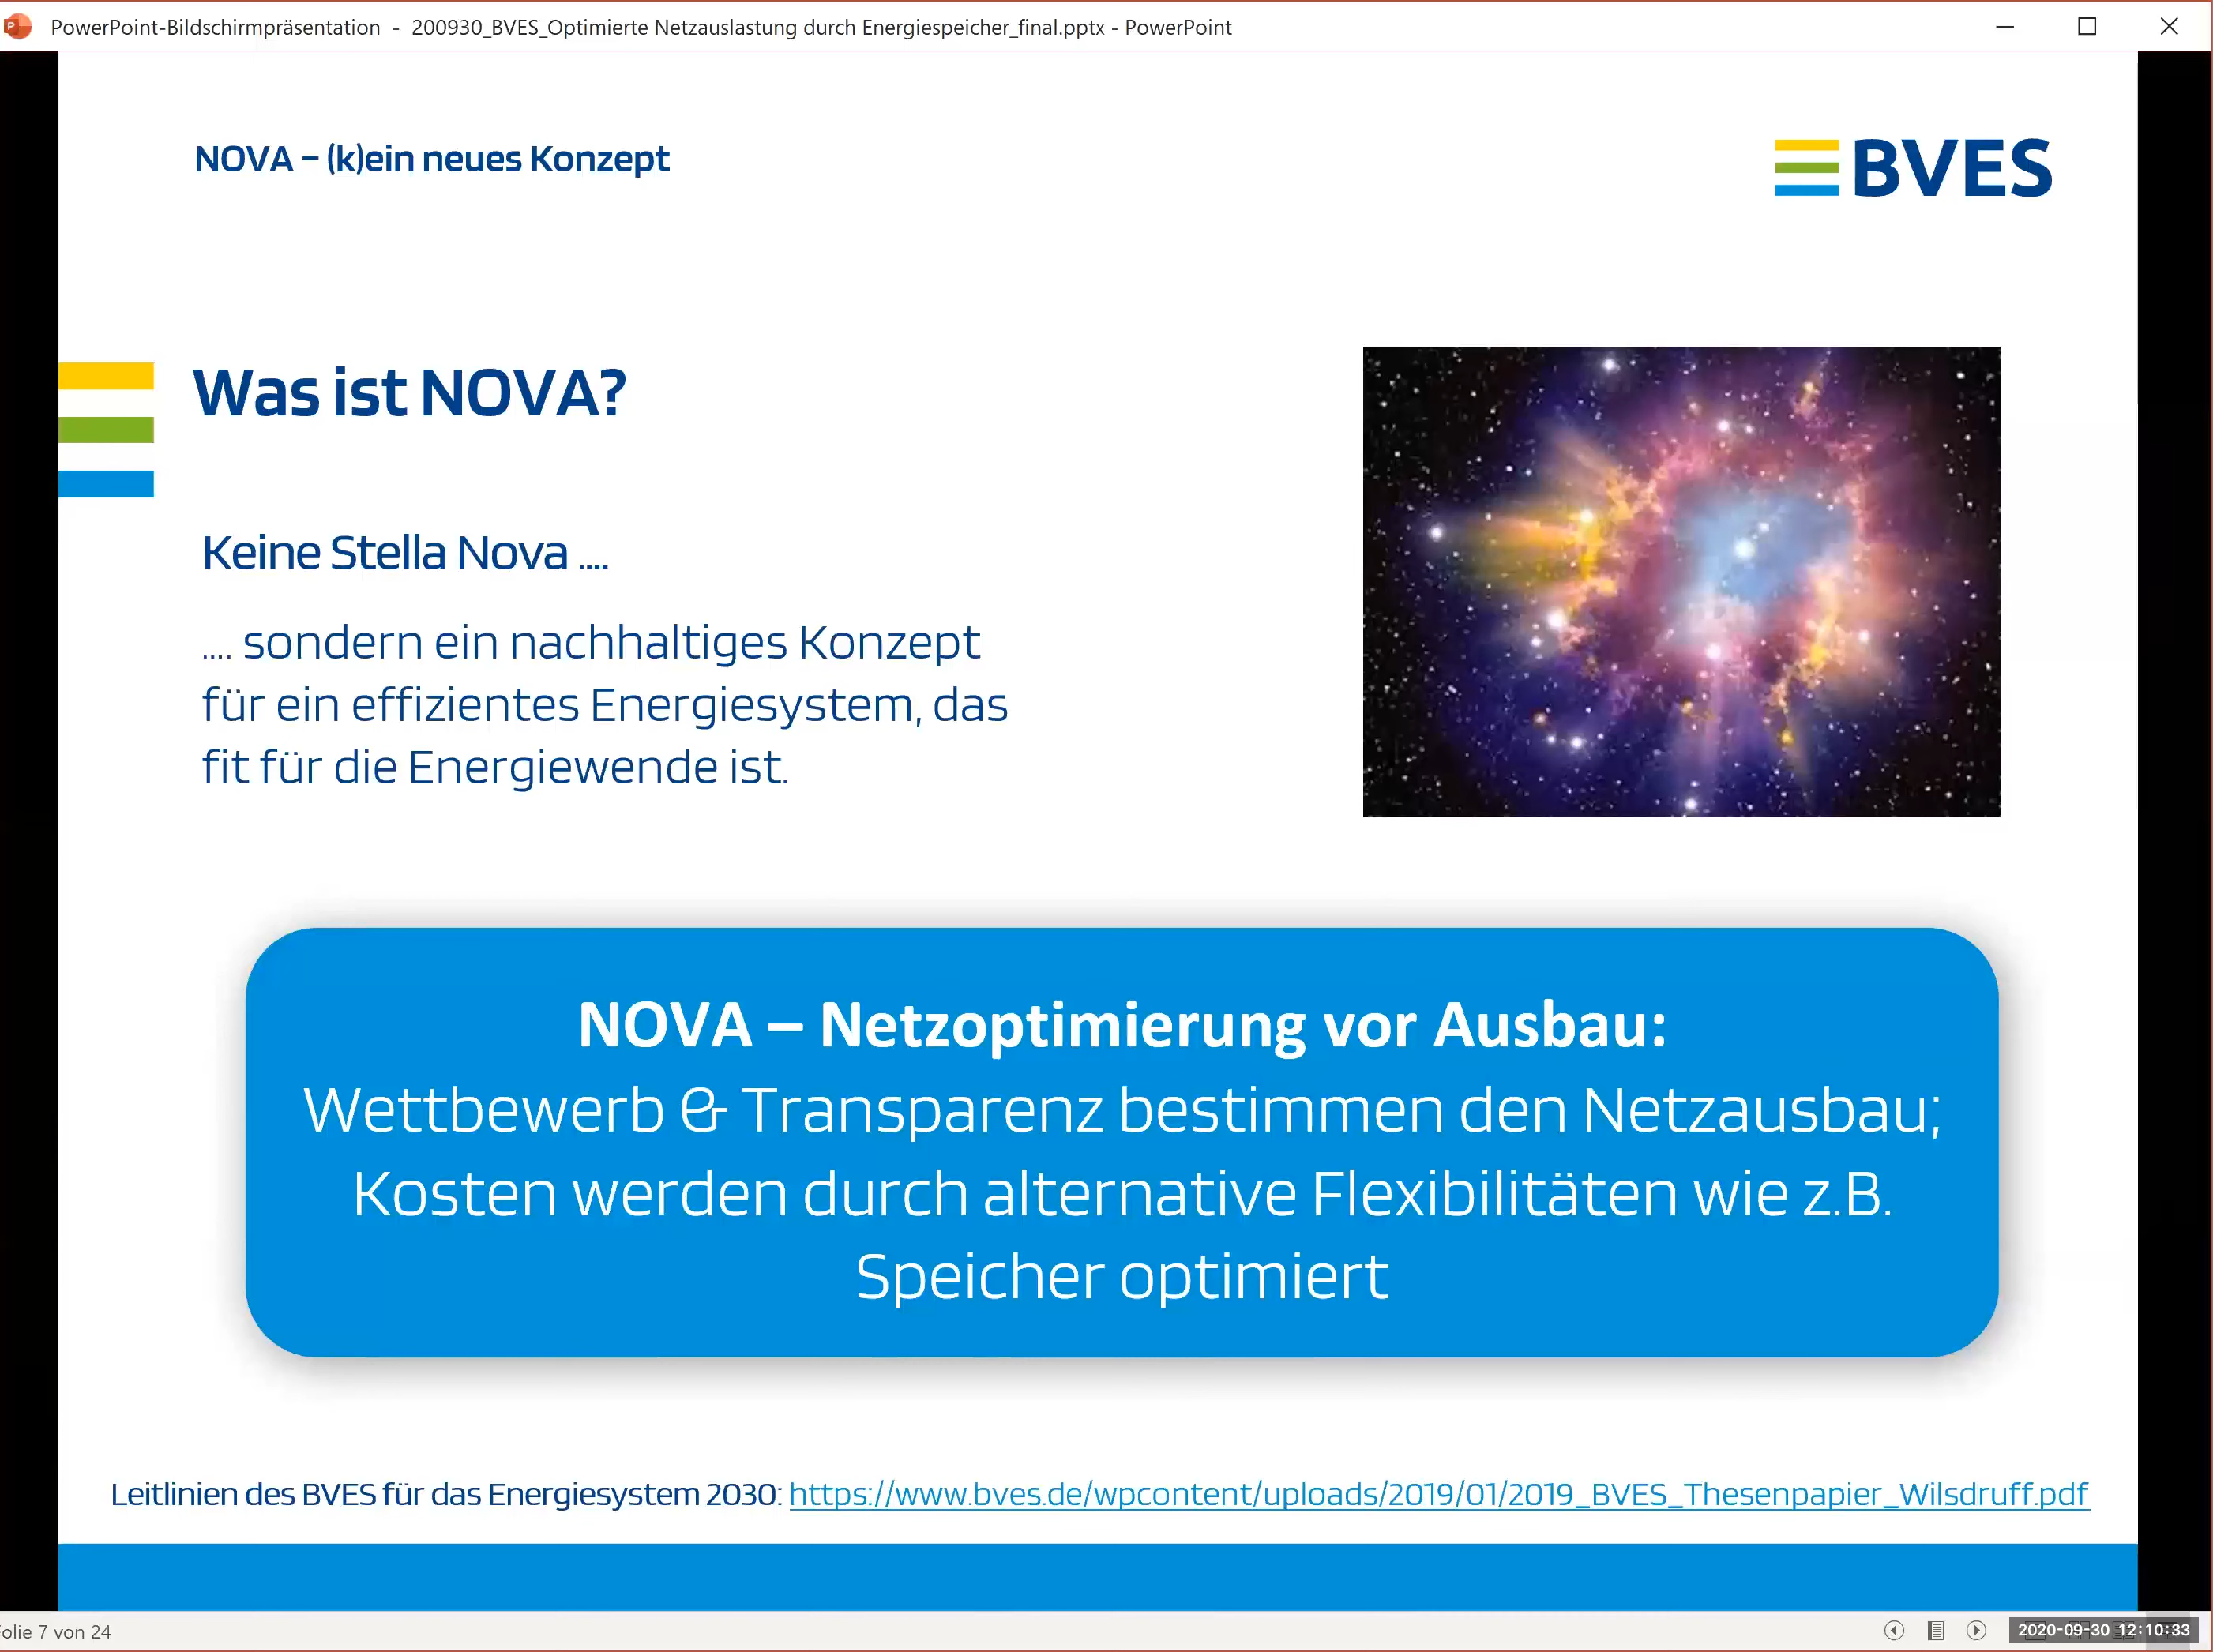 PowerPoint-Bildschirmpräsentation - 200930_BVES_Optimierte Netzauslastung durch Energiespeicher_final.pptx - PowerPoint
NOVA – (k)ein neues Konzept
BVES
Was ist NOVA?
Keine Stella Nova ....
.... sondern ein nachhaltiges Konzept
für ein effizientes Energiesystem, das
fit für die Energiewende ist.
NOVA – Netzoptimierung vor Ausbau:
Wettbewerb & Transparenz bestimmen den Netzausbau;
Kosten werden durch alternative Flexibilitäten wie z.B.
Speicher optimiert
Leitlinien des BVES für das Energiesystem 2030: https://www.bves.de/wpcontent/uploads/2019/01/2019_BVES_Thesenpapier_Wilsdruff.pdf
olie 7 von 24
2020-09-30 12:10:33